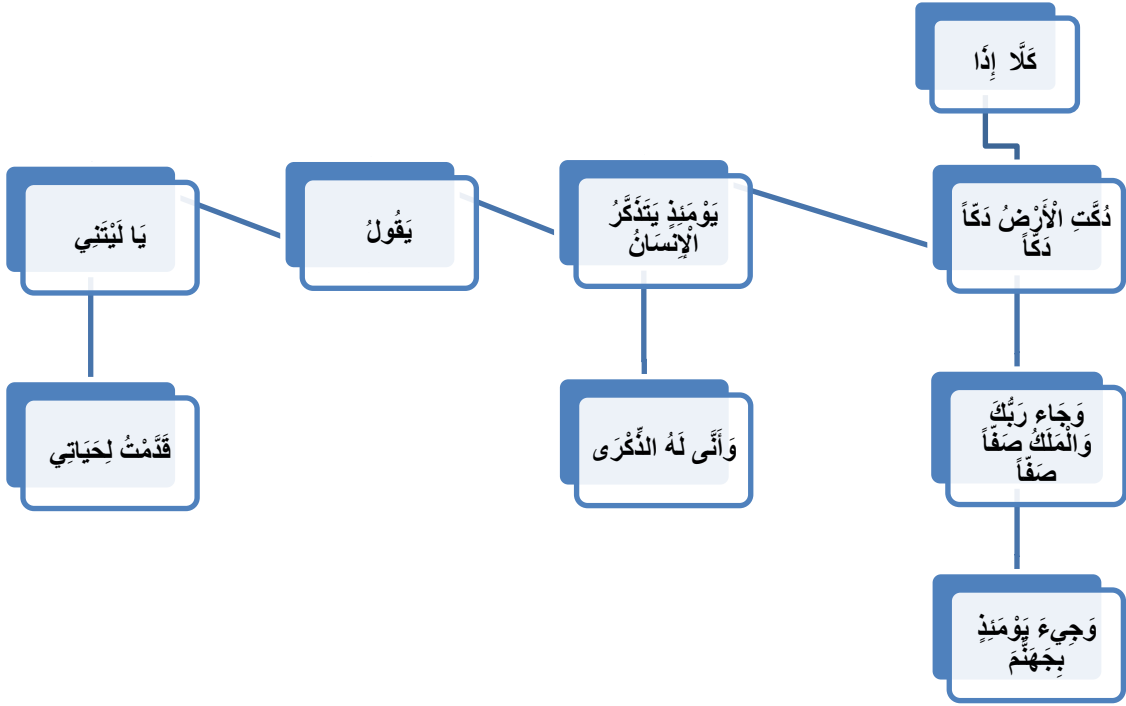 كَلَّا إِذَا
دُكَّتِ الْأَرْضُ دَكّاً
دَكّاً
وَجَاء رَبُّكَ
وَالْمَلَكُ صَفّاً
صَفّاً
وَجِيءَ يَوْمَئِذٍ
بِجَهَنَّمَ
يَوْمَئِذٍ يَتَذَكَّرُ
الْإِنسَانُ
وَأَنَّى لَهُ الذِّكْرَى
يَقُولُ
يَا لَيْتَنِي
قَدَّمْتُ لِحَيَاتِي